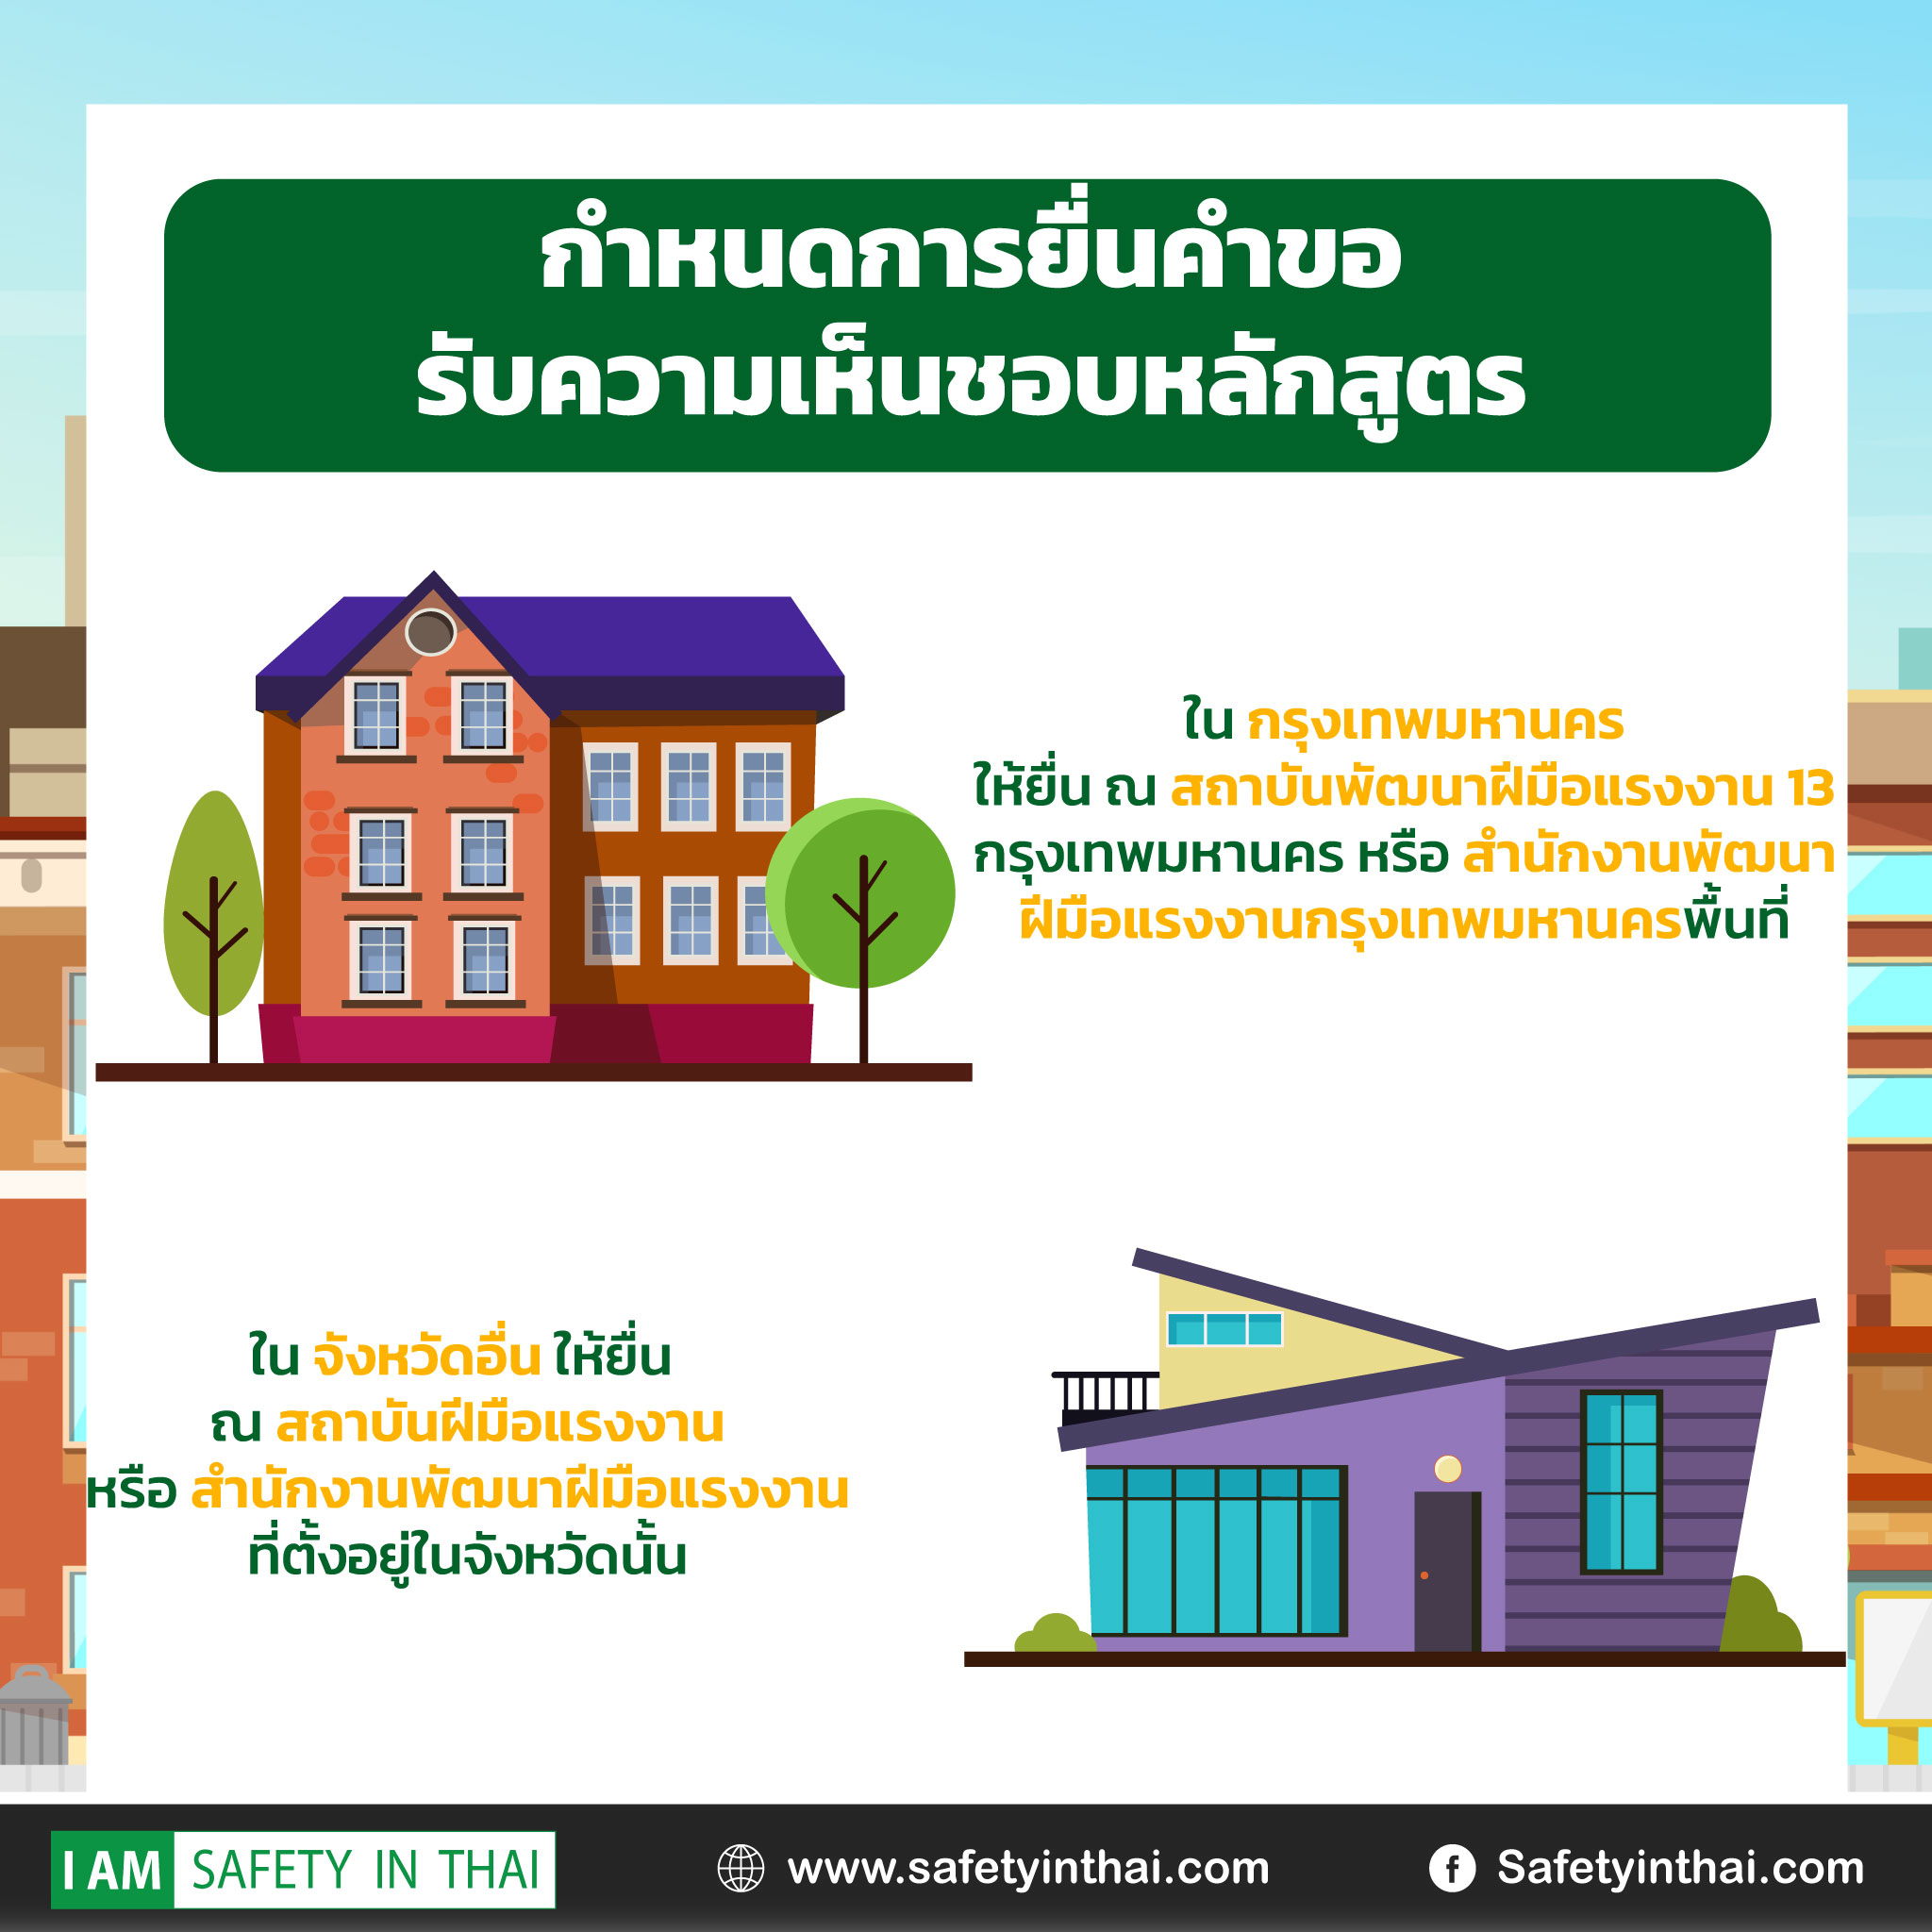 กำหนดการยื่นคำขอ
รับความเห็นชอบหลักสูตร
ใน กรุงเทพมหานคร
ให้ยื่น ณ สถาบันพัฒนาฝีมือแรงงาน 13
กรุงเทพมหานคร หรือ สำนักงานพัฒนา
ฝีมือแรงงานกรุงเทพมหานครพื้นที่
ใน จังหวัดอื่น ให้ยื่น
ณ สถาบันฝีมือแรงงาน
หรือ สำนักงานพัฒนาฝีมือแรงงาน
ที่ตั้งอยู่ในจังหวัดนั้น
I AM SAFETY IN THAI
www.safetyinthai.com
Safetyinthai.com